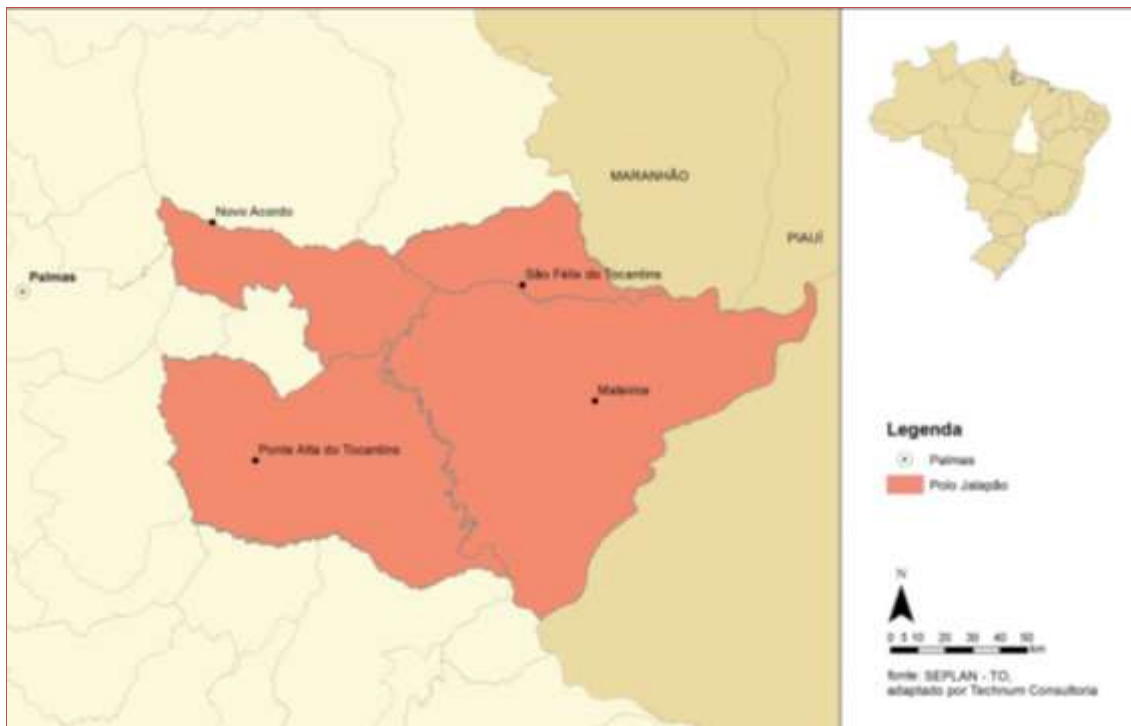 MARANHÃO
PIAUÍ
Novo Acordo
Palmas
São Félix do Tocantins
Mateiros
Ponte Alta do Tocantins
Legenda
Palmas
Polo Jalapão
N
0 5 10 20 30 40 50
km
fonte: SEPLAN - TO,
adaptado por Technum Consultoria